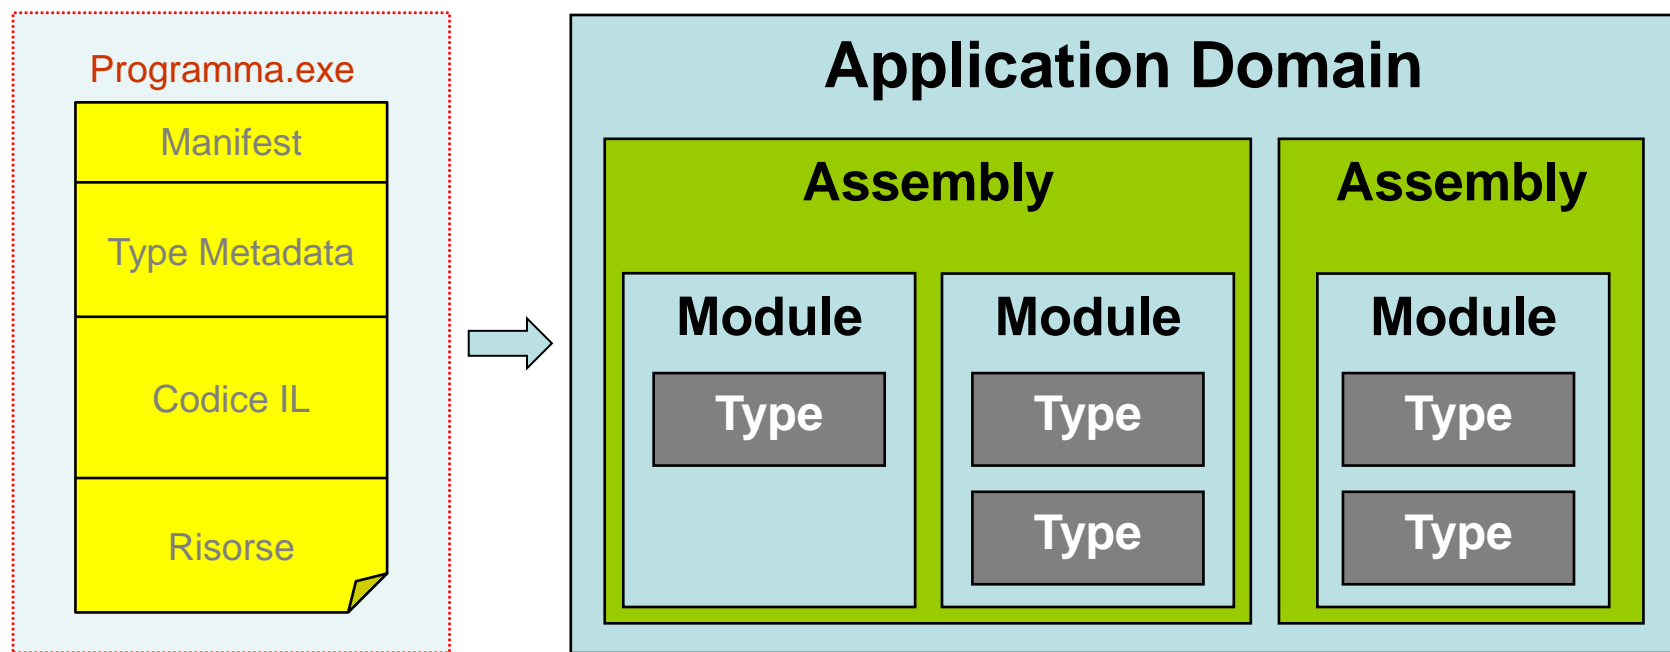 Programma.exe
Manifest
Type Metadata
Codice IL
Risorse
Application Domain
Assembly
Module
Type
Module
Type
Type
Assembly
Module
Type
Type